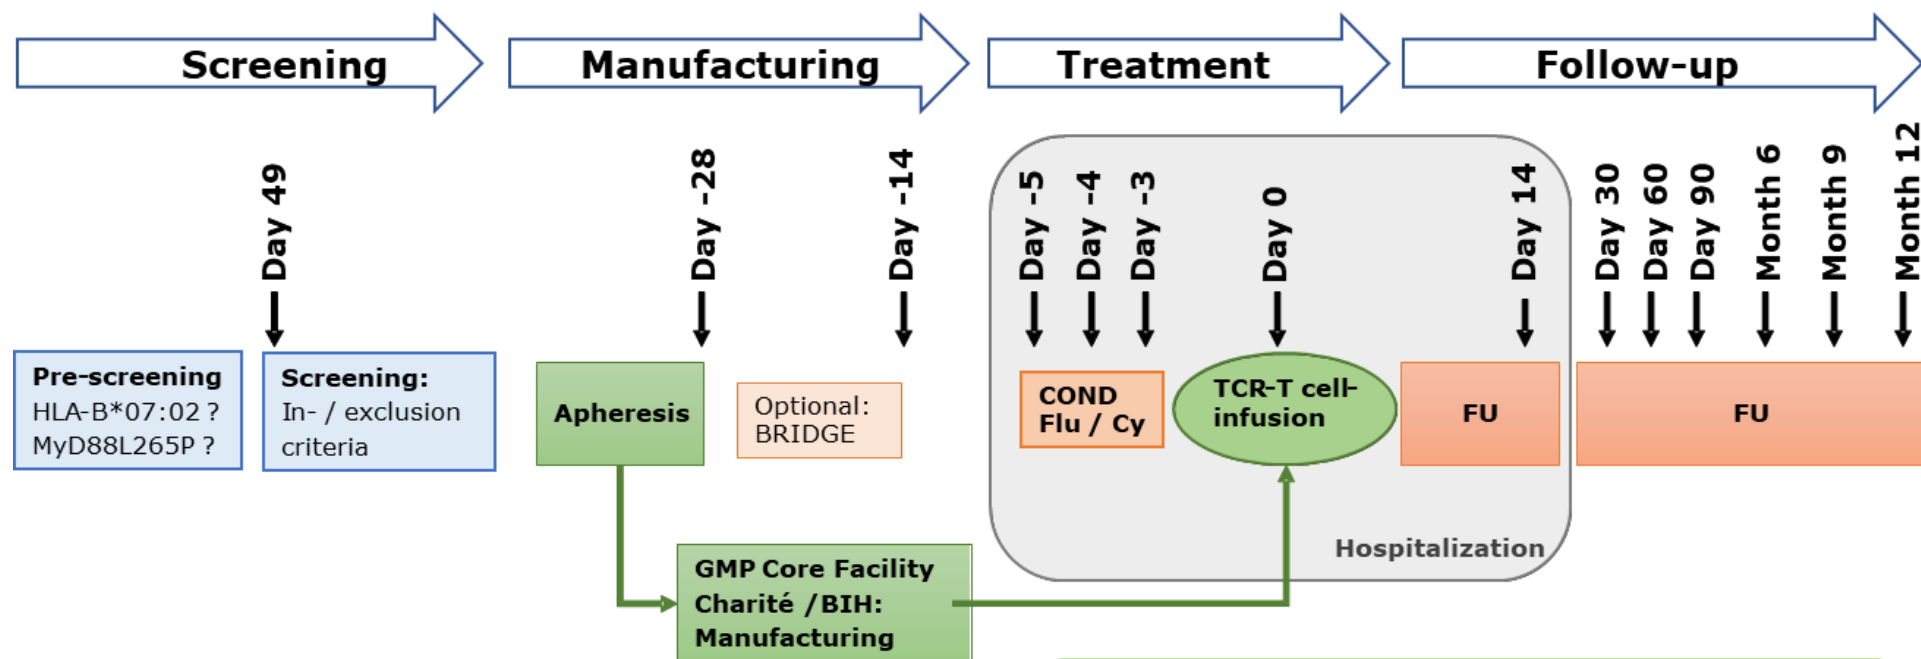 Screening
Manufacturing
Treatment
Follow-up
Day 49
Day -28
Day -14
Day -5
Day -4
Day -3
Day 0
Day 14
Day 30
Day 60
Day 90
Month 6
Month 9
Month 12
Pre-screening
HLA-B*07:02 ?
MyD88L265P ?
Screening:
In- / exclusion
criteria
Apheresis
Optional:
BRIDGE
COND
Flu / Cy
TCR-T cell-
infusion
FU
FU
Hospitalization
GMP Core Facility
Charité /BIH:
Manufacturing